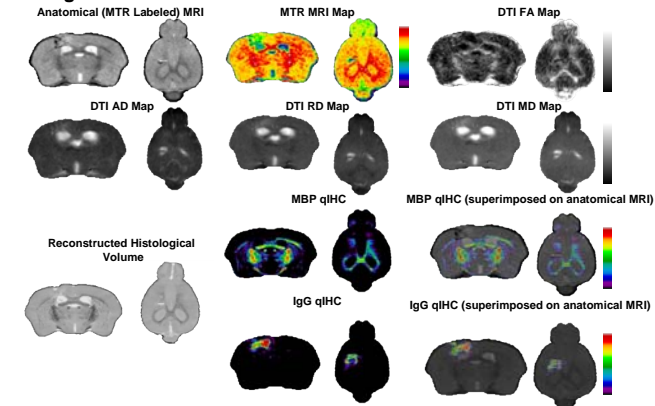 Anatomical (MTR Labeled) MRI
MTR MRI Map
DTI FA Map
DTI AD Map
DTI RD Map
DTI MD Map
MBP qIHC
MBP qIHC (superimposed on anatomical MRI)
Reconstructed Histological
Volume
IgG qIHC
IgG qIHC (superimposed on anatomical MRI)